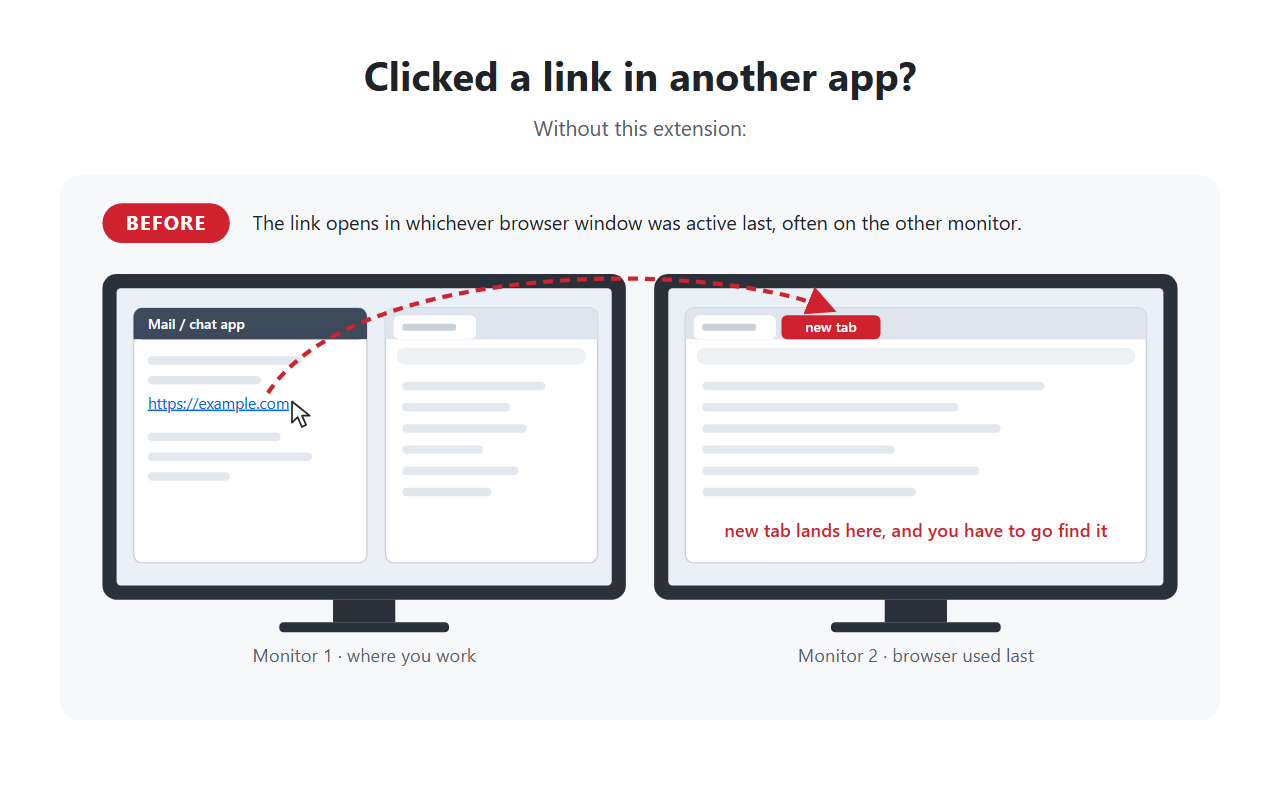 Clicked a link in another app?
Without this extension:
BEFORE
The link opens in whichever browser window was active last, often on the other monitor.
Mail / chat app
https://example.com
new tab
new tab lands here, and you have to go find it
Monitor 1 · where you work
Monitor 2 · browser used last